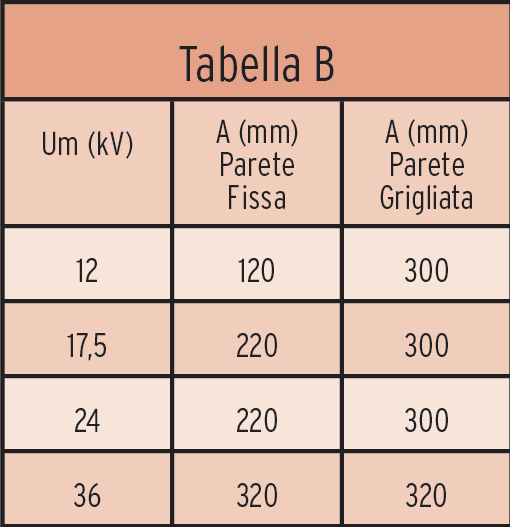 Tabella B
Um (kV)
A (mm)
Parete
Fissa
A (mm)
Parete
Grigliata
12 120 300
17,5 220 300
24 220 300
36 320 320